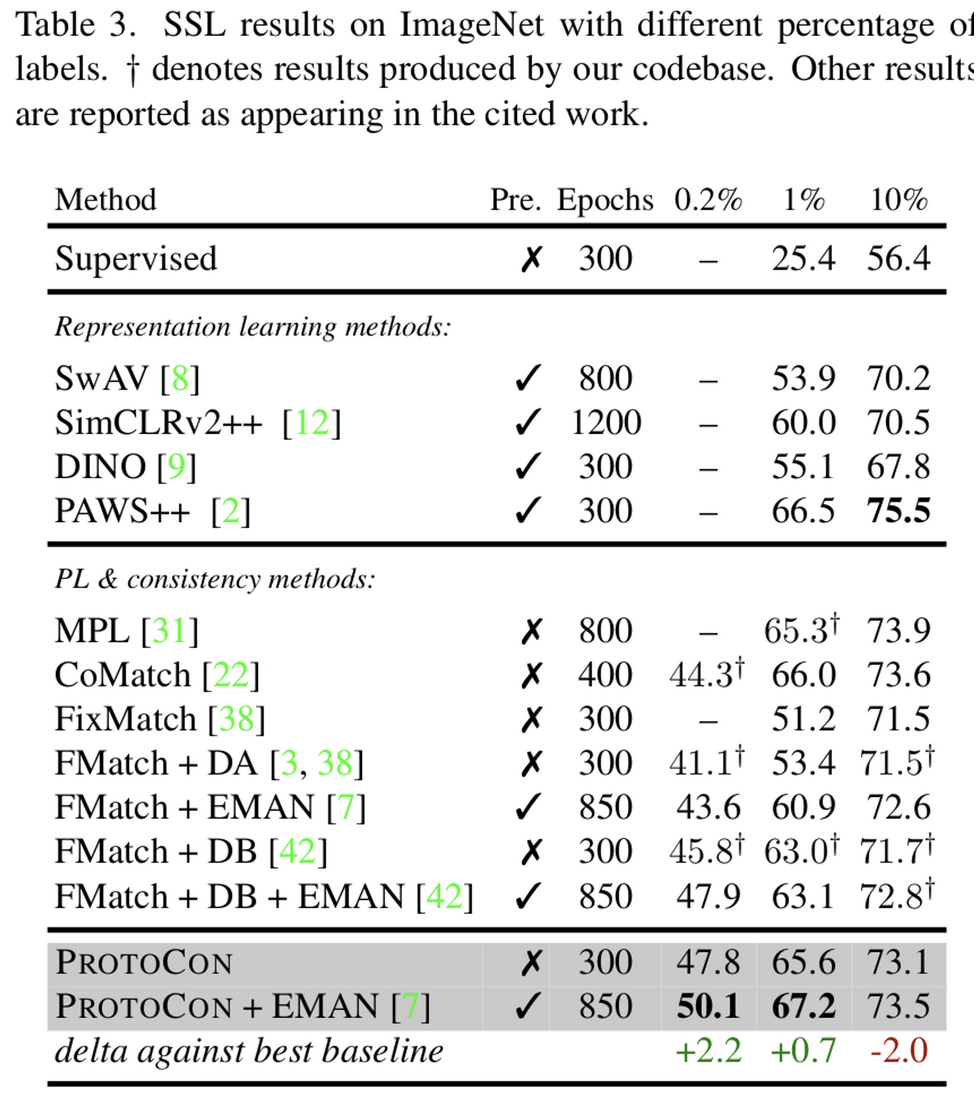 Table 3. SSL results on ImageNet with different percentage of
labels. † denotes results produced by our codebase. Other results
are reported as appearing in the cited work.
Method Pre. Epochs 0.2% 1% 10%
Supervised ✗ 300 – 25.4 56.4
Representation learning methods:
SwAV [8] ✓ 800 – 53.9 70.2
SimCLRv2++ [12] ✓ 1200 – 60.0 70.5
DINO [9] ✓ 300 – 55.1 67.8
PAWS++ [2] ✓ 300 – 66.5 75.5
PL & consistency methods:
MPL [31] ✗ 800 – 65.3† 73.9
CoMatch [22] ✗ 400 44.3† 66.0 73.6
FixMatch [38] ✗ 300 – 51.2 71.5
FMatch + DA [3, 38] ✗ 300 41.1† 53.4 71.5†
FMatch + EMAN [7] ✓ 850 43.6 60.9 72.6
FMatch + DB [42] ✗ 300 45.8† 63.0† 71.7†
FMatch + DB + EMAN [42] ✓ 850 47.9 63.1 72.8†
PROTOCON ✗ 300 47.8 65.6 73.1
PROTOCON + EMAN [7] ✓ 850 50.1 67.2 73.5
delta against best baseline +2.2 +0.7 -2.0